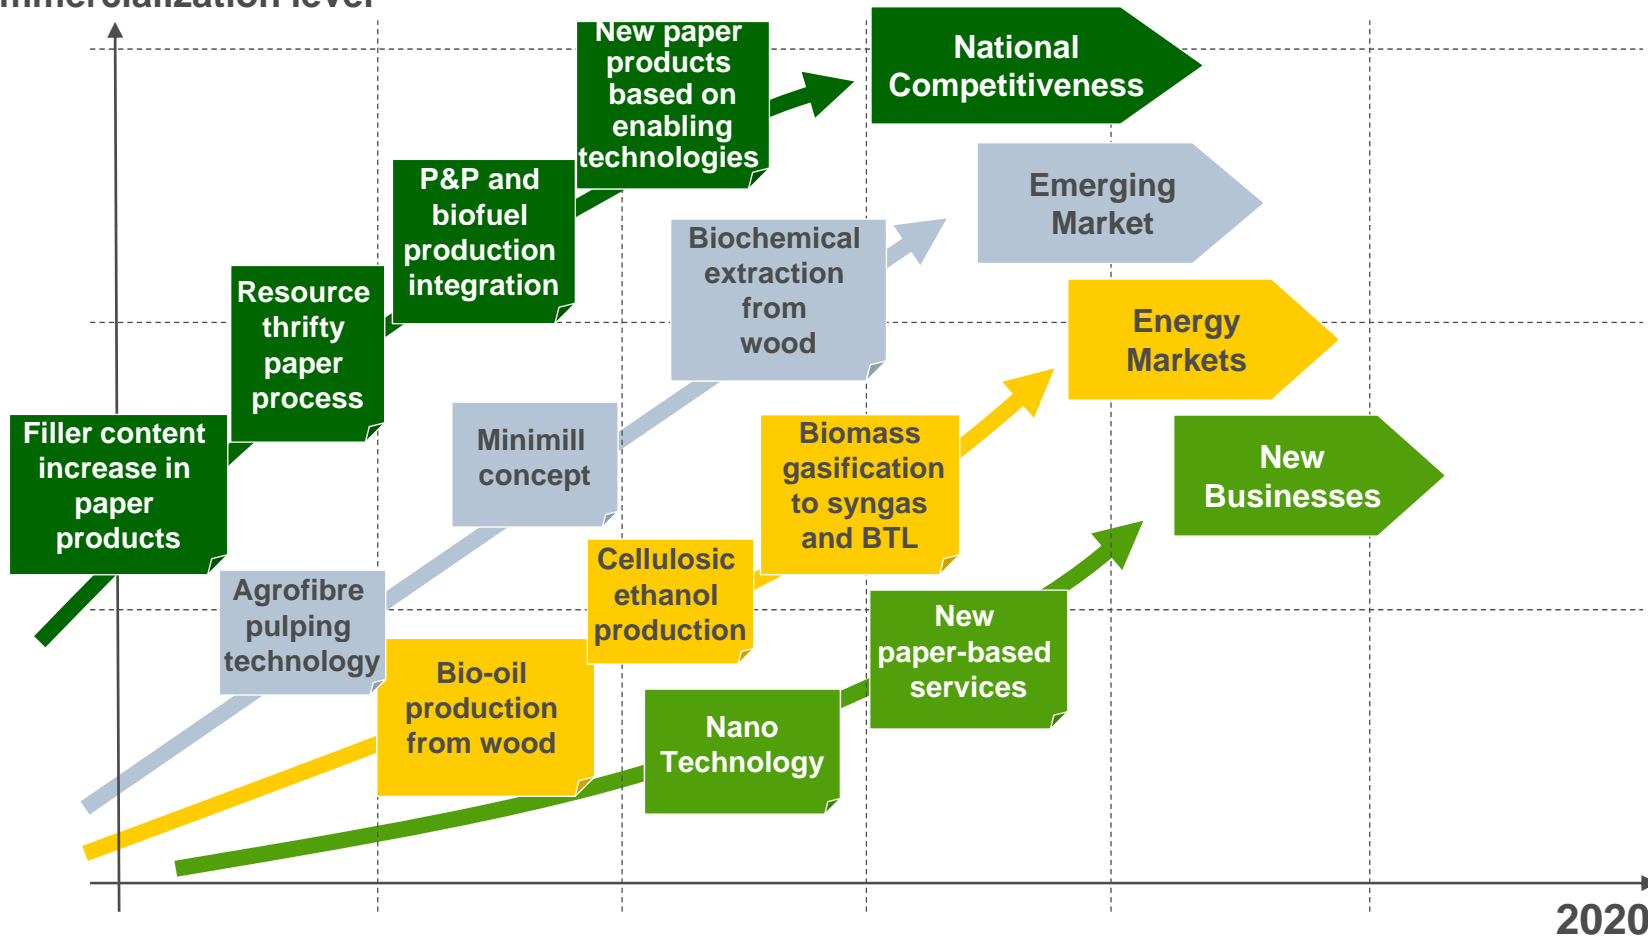 New paper
products
based on
enabling
technologies
National
Competitiveness
P&P and
biofuel
production
integration
Emerging
Market
Biochemical
extraction
from
wood
Resource
thrifty
paper
process
Energy
Markets
Filler content
increase in
paper
products
Minimill
concept
Biomass
gasification
to syngas
and BTL
New
Businesses
Agrofibre
pulping
technology
Cellulosic
ethanol
production
New
paper-based
services
Bio-oil
production
from wood
Nano
Technology
2020